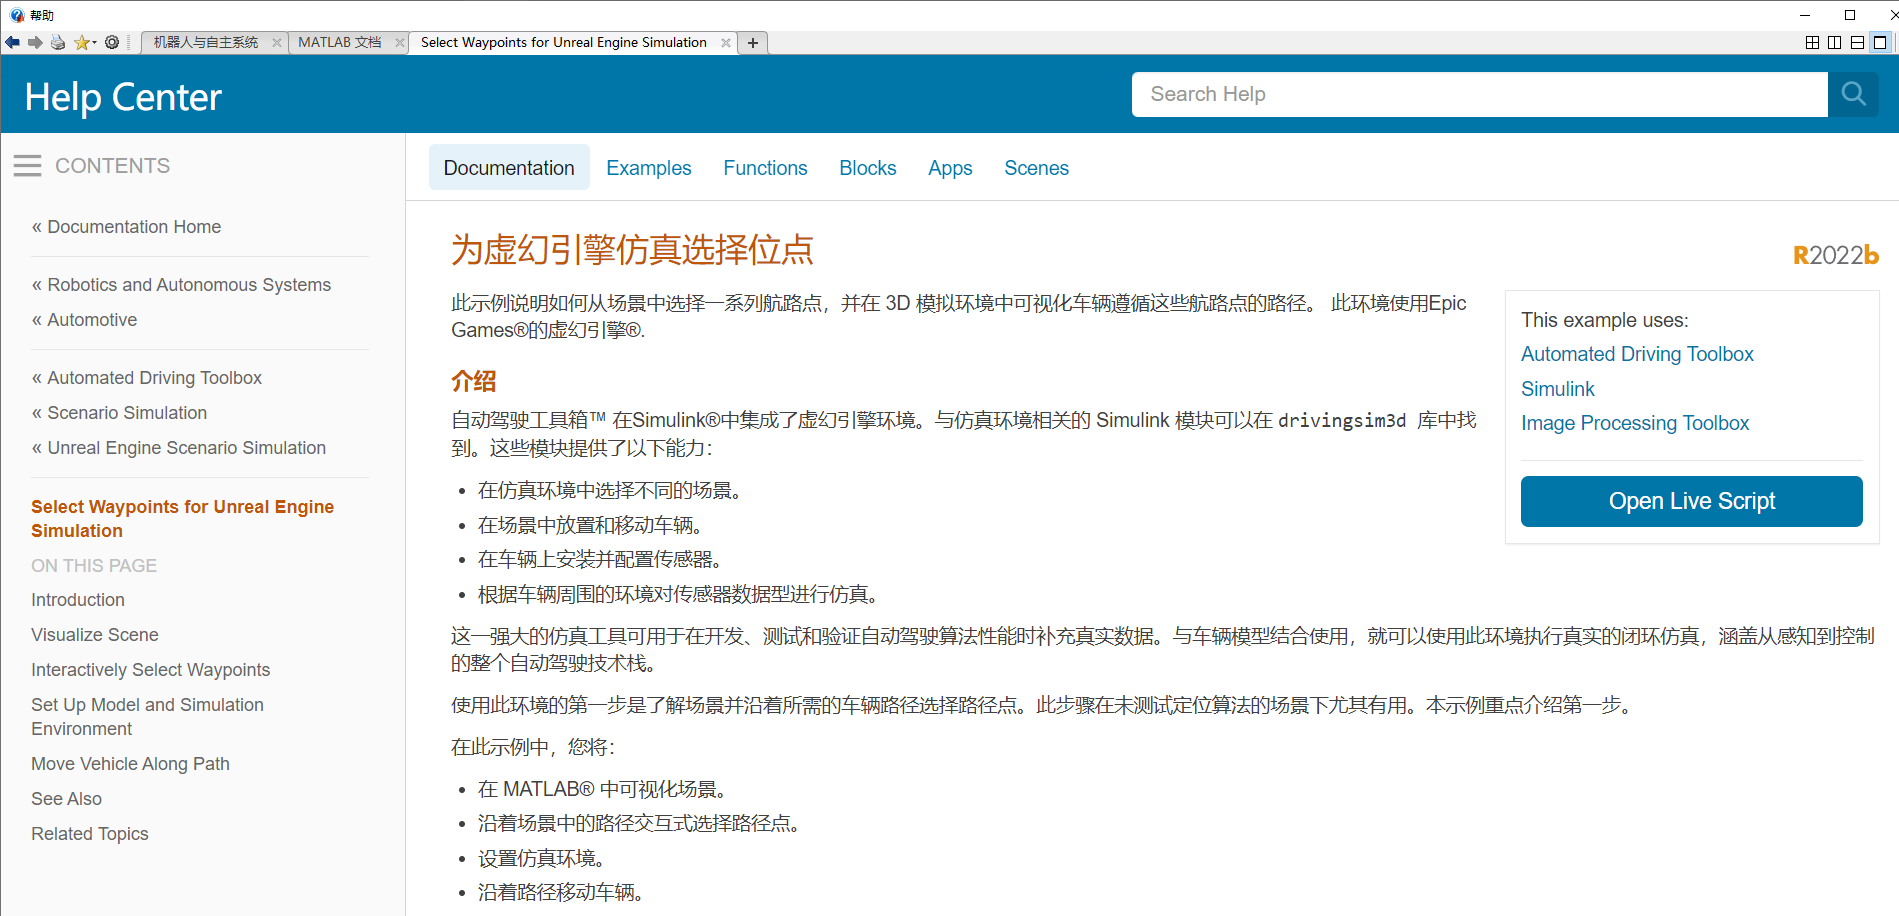 帮助
机器人与自主系统
MATLAB 文档
Select Waypoints for Unreal Engine Simulation
Help Center
Search Help
CONTENTS
« Documentation Home
« Robotics and Autonomous Systems
« Automotive
« Automated Driving Toolbox
« Scenario Simulation
« Unreal Engine Scenario Simulation
Select Waypoints for Unreal Engine
Simulation
ON THIS PAGE
Introduction
Visualize Scene
Interactively Select Waypoints
Set Up Model and Simulation
Environment
Move Vehicle Along Path
See Also
Related Topics
Documentation
Examples
Functions
Blocks
Apps
Scenes
为虚幻引擎仿真选择位点
R2022b
此示例说明如何从场景中选择一系列航路点，并在 3D 模拟环境中可视化车辆遵循这些航路点的路径。 此环境使用Epic
Games®的虚幻引擎®.
This example uses:
Automated Driving Toolbox
Simulink
Image Processing Toolbox
Open Live Script
介绍
自动驾驶工具箱™ 在Simulink®中集成了虚幻引擎环境。与仿真环境相关的 Simulink 模块可以在 drivingsim3d 库中找
到。这些模块提供了以下能力：
• 在仿真环境中选择不同的场景。
• 在场景中放置和移动车辆。
• 在车辆上安装并配置传感器。
• 根据车辆周围的环境对传感器数据型进行仿真。
这一强大的仿真工具可用于在开发、测试和验证自动驾驶算法性能时补充真实数据。与车辆模型结合使用，就可以使用此环境执行真实的闭环仿真，涵盖从感知到控制
的整个自动驾驶技术栈。
使用此环境的第一步是了解场景并沿着所需的车辆路径选择路径点。此步骤在未测试定位算法的场景下尤其有用。本示例重点介绍第一步。
在此示例中，您将：
• 在 MATLAB® 中可视化场景。
• 沿着场景中的路径交互式选择路径点。
• 设置仿真环境。
• 沿着路径移动车辆。